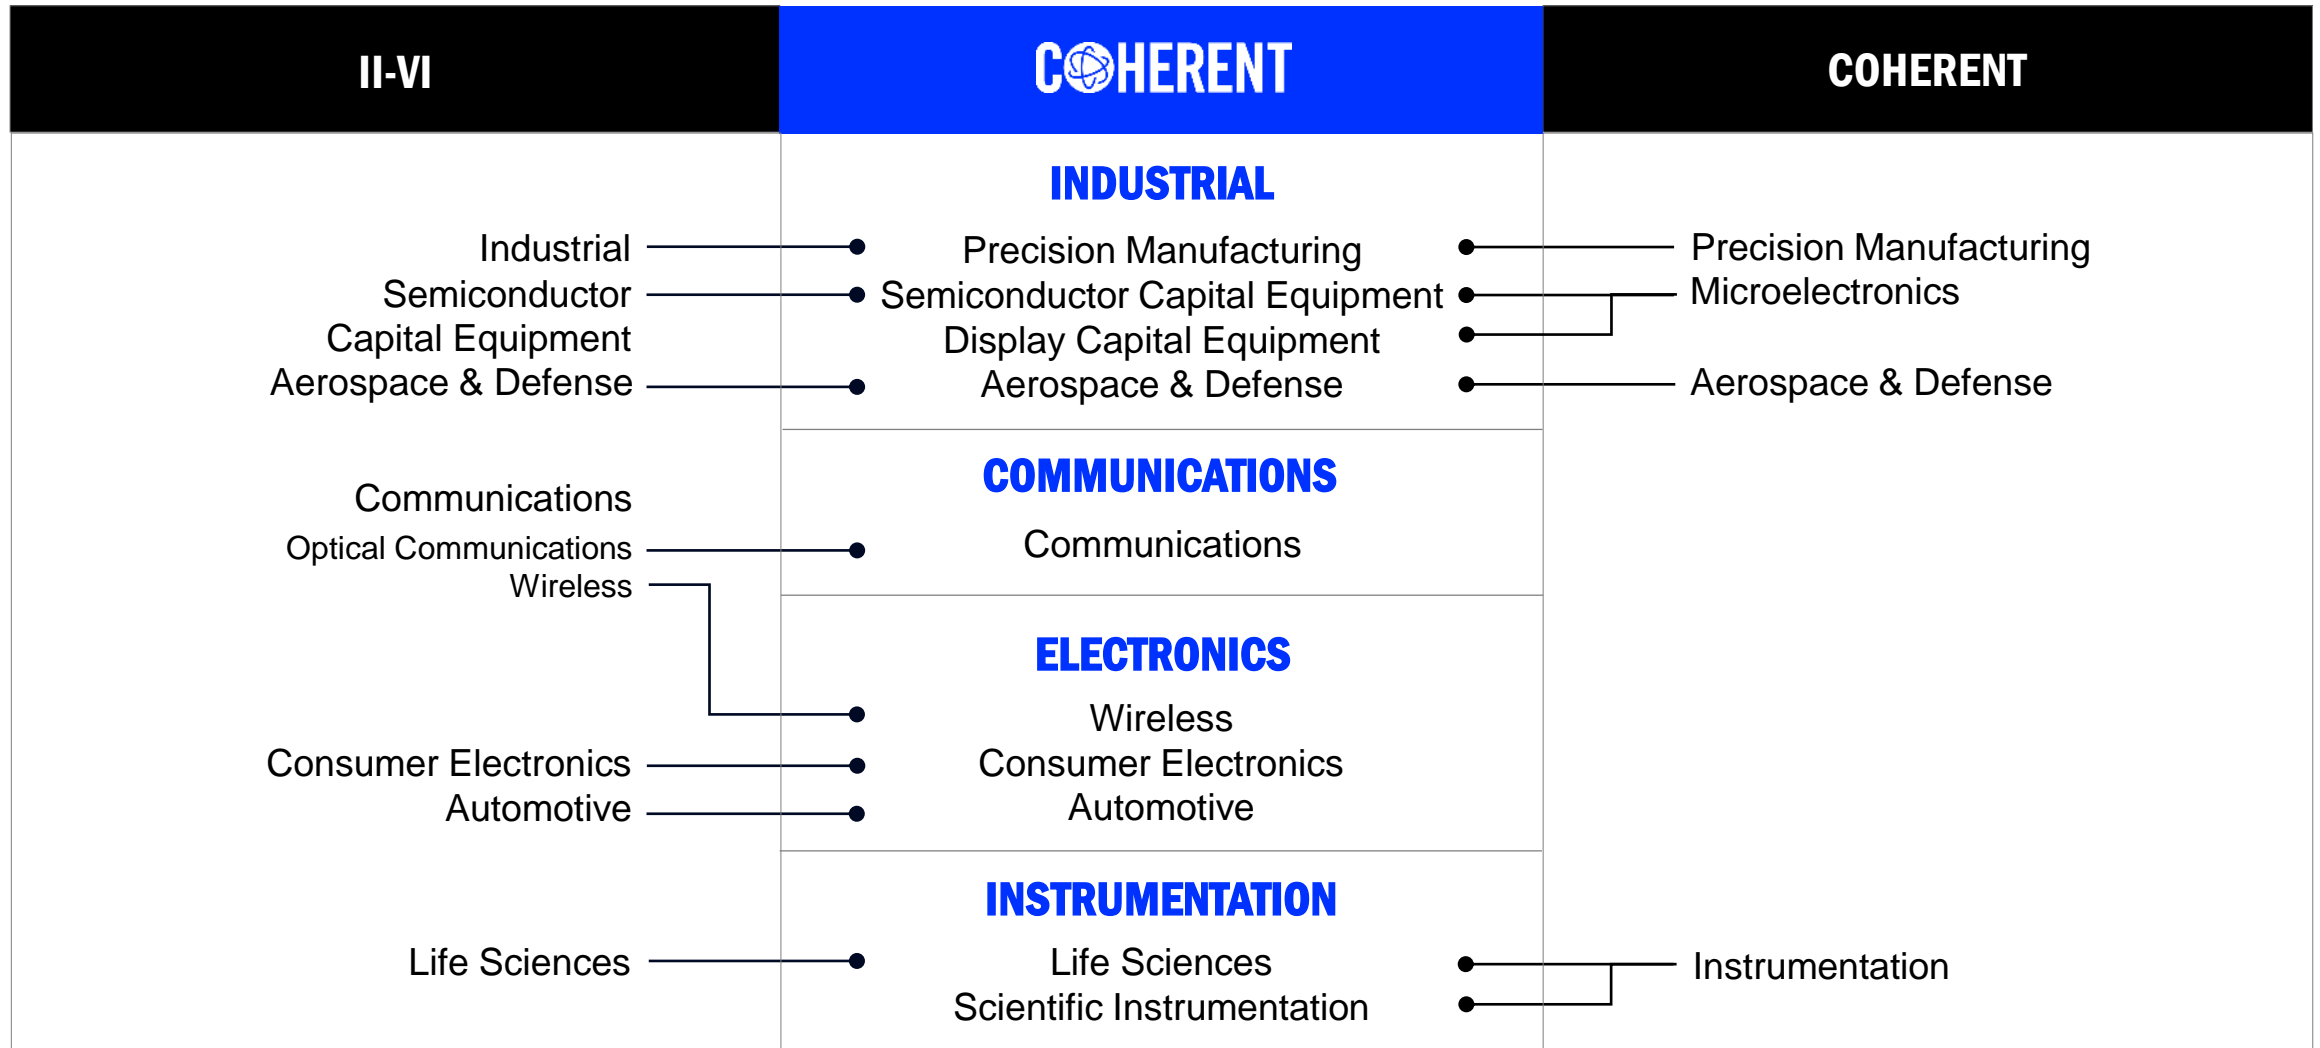 II-VI
COHERENT
COHERENT
INDUSTRIAL
Industrial
Precision Manufacturing
Precision Manufacturing
Semiconductor
Semiconductor Capital Equipment
Microelectronics
Capital Equipment
Display Capital Equipment
Aerospace & Defense
Aerospace & Defense
Aerospace & Defense
COMMUNICATIONS
Communications
Optical Communications
Communications
Wireless
ELECTRONICS
Wireless
Consumer Electronics
Consumer Electronics
Automotive
Automotive
INSTRUMENTATION
Life Sciences
Life Sciences
Instrumentation
Scientific Instrumentation